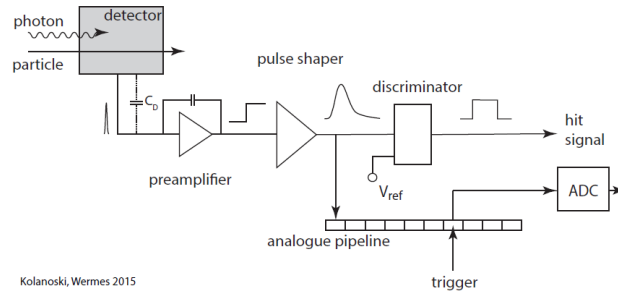 detector
photon
particle
pulse shaper
discriminator
C_D
preamplifier
hit
signal
V_ref
ADC
analogue pipeline
trigger
Kolanoski, Wermes 2015